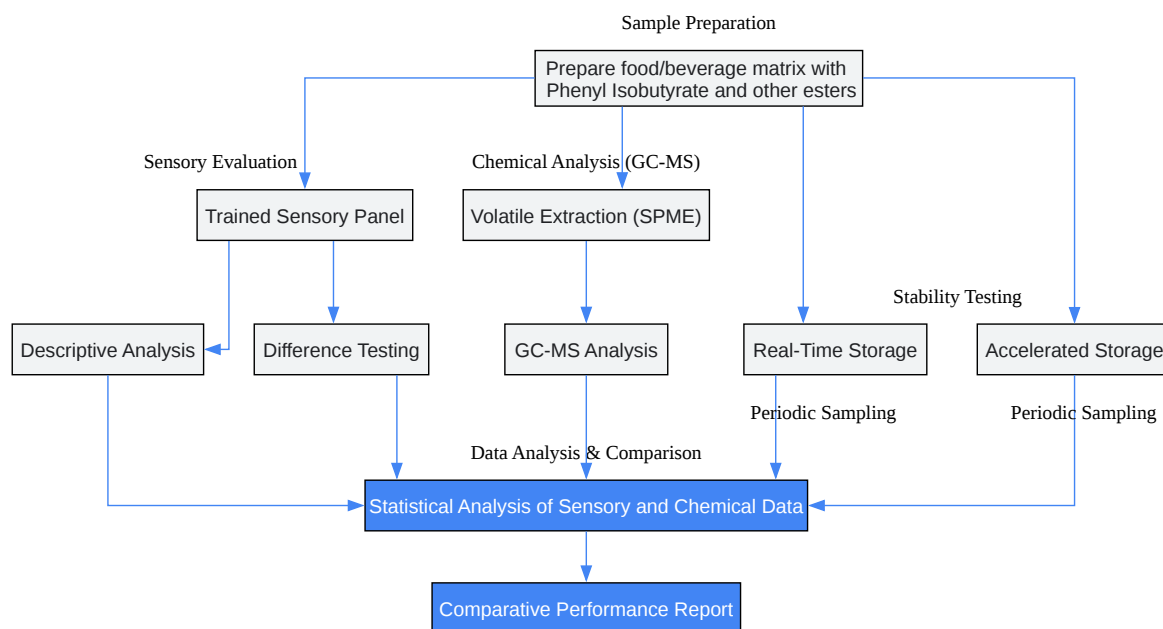 Sample Preparation
Prepare food/beverage matrix with
Phenyl Isobutyrate and other esters
Sensory Evaluation
Chemical Analysis (GC-MS)
Trained Sensory Panel
Volatile Extraction (SPME)
Stability Testing
Descriptive Analysis
Difference Testing
GC-MS Analysis
Real-Time Storage
Accelerated Storage
Periodic Sampling
Periodic Sampling
Data Analysis & Comparison
Statistical Analysis of Sensory and Chemical Data
Comparative Performance Report